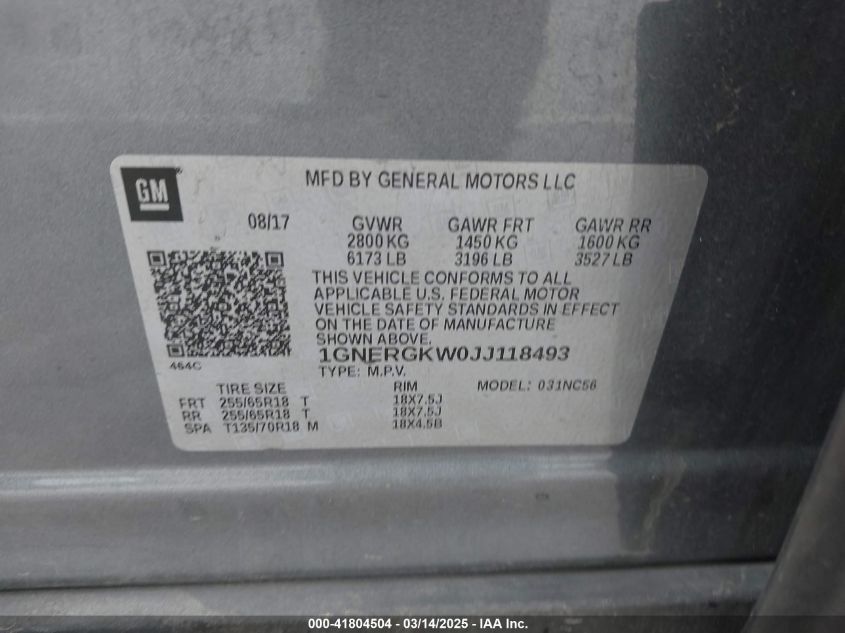 GM
MFD BY GENERAL MOTORS LLC
08/17 GVWR GAWR FRT GAWR RR
2800 KG 1450 KG 1600 KG
6173 LB 3196 LB 3527 LB
THIS VEHICLE CONFORMS TO ALL
APPLICABLE U.S. FEDERAL MOTOR
VEHICLE SAFETY STANDARDS IN EFFECT
ON THE DATE OF MANUFACTURE
SHOWN ABOVE.
1GNERGKW0JJ118493
464C
TYPE: M.P.V.
TIRE SIZE RIM MODEL: 031NC56
FRT 255/65R18 T 18X7.5J
RR 255/65R18 T 18X7.5J
SPA T135/70R18 M 18X4.5B
000-41804504 — 03/14/2025 — IAA Inc.